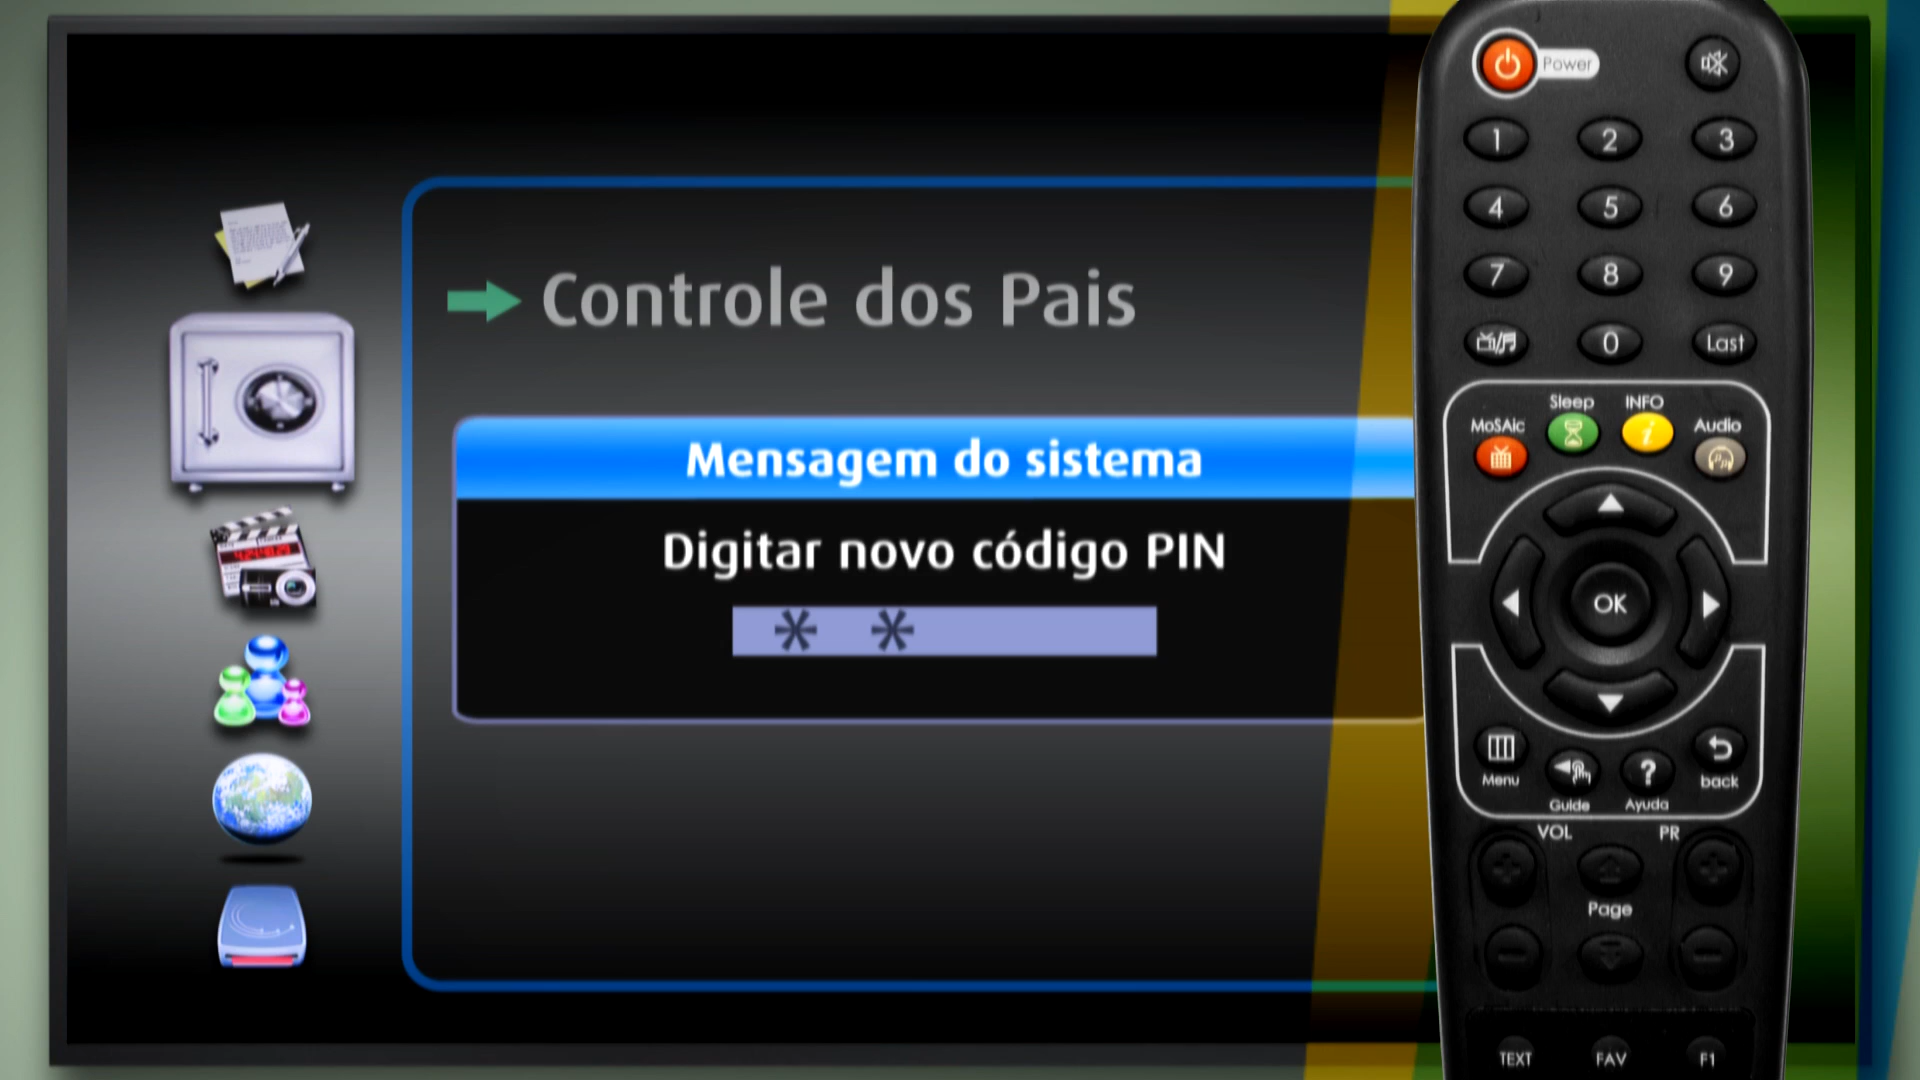 Controle dos Pais
Mensagem do sistema
Digitar novo código PIN
* *
Power
1 2 3
4 5 6
7 8 9
0 Last
Sleep INFO
MoSAic Audio
OK
Menu back
Guide Ayuda
VOL PR
Page
TEXT FAV F1